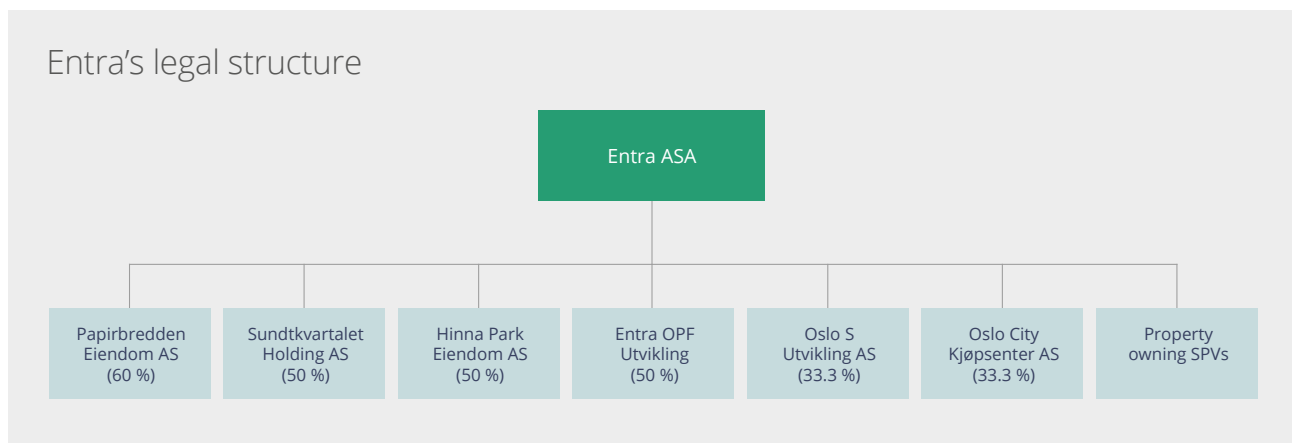 Entra’s legal structure
Entra ASA
Papirbredden
Eiendom AS
(60 %)
Sundtkvartalet
Holding AS
(50 %)
Hinna Park
Eiendom AS
(50 %)
Entra OPF
Utvikling
(50 %)
Oslo S
Utvikling AS
(33.3 %)
Oslo City
Kjøpsenter AS
(33.3 %)
Property
owning SPVs